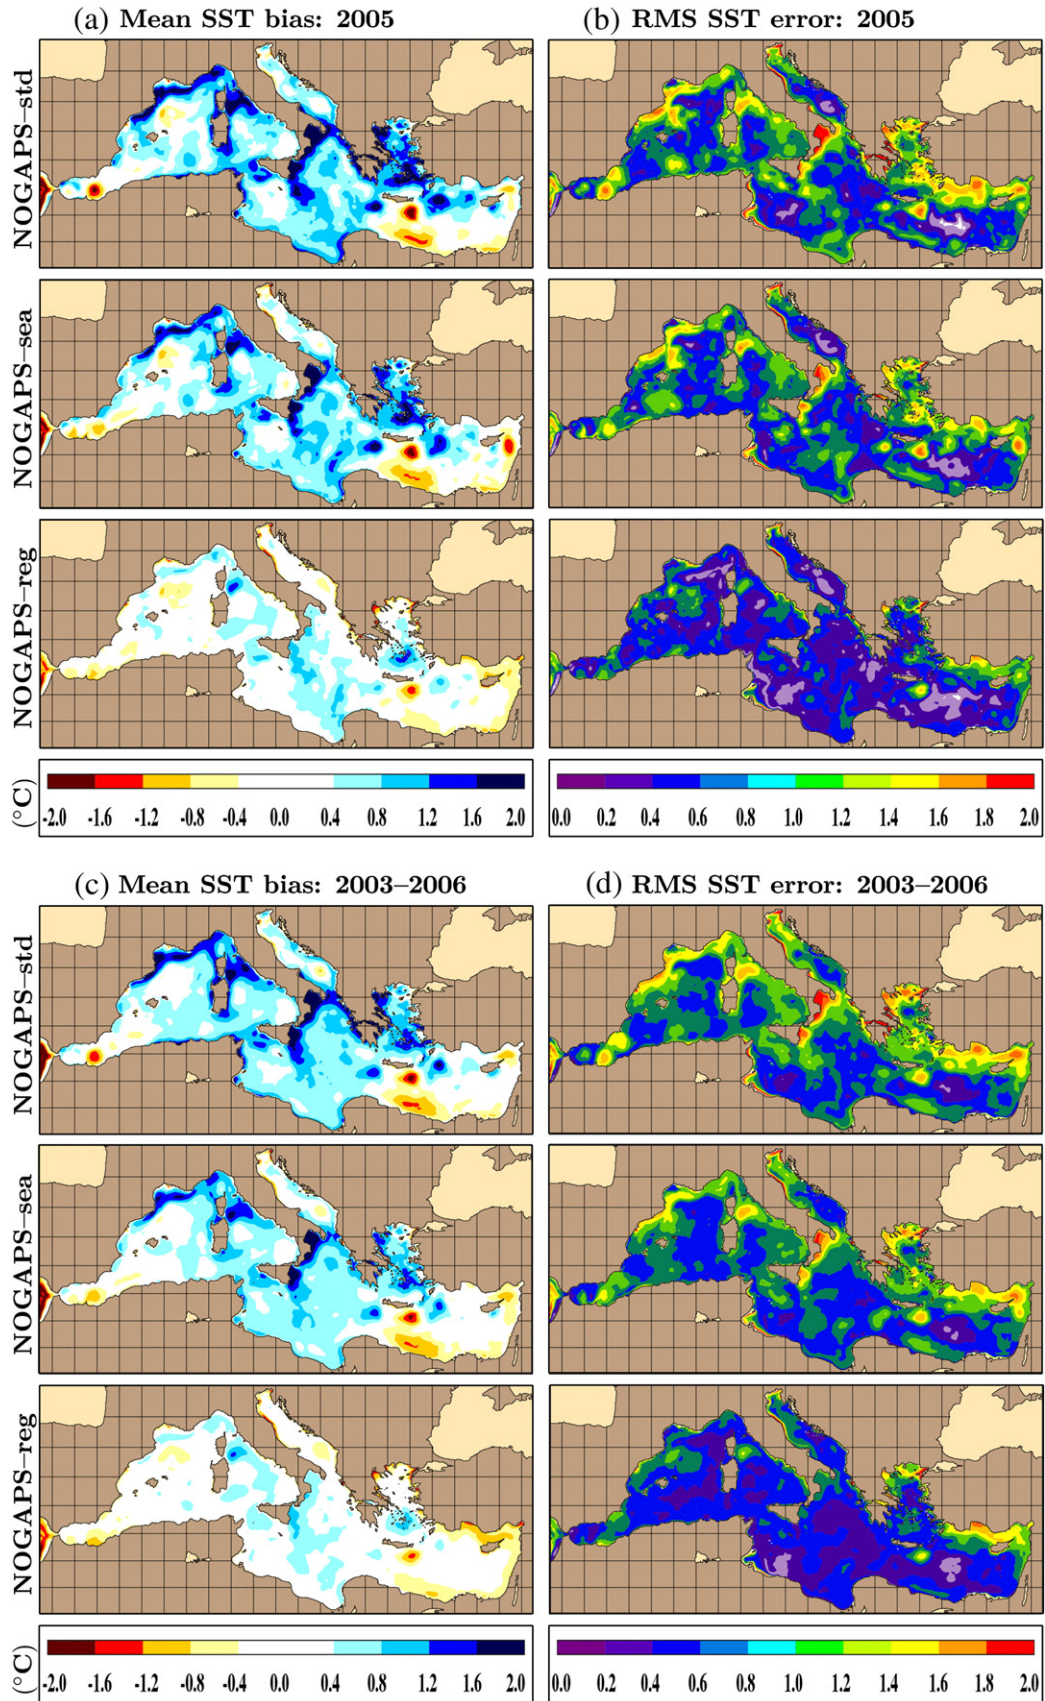 (a) Mean SST bias: 2005
(b) RMS SST error: 2005
NOGAPS–std
NOGAPS–sea
NOGAPS–reg
(°C)
-2.0 -1.6 -1.2 -0.8 -0.4 0.0 0.4 0.8 1.2 1.6 2.0
0.0 0.2 0.4 0.6 0.8 1.0 1.2 1.4 1.6 1.8 2.0
(c) Mean SST bias: 2003–2006
(d) RMS SST error: 2003–2006
NOGAPS–std
NOGAPS–sea
NOGAPS–reg
(°C)
-2.0 -1.6 -1.2 -0.8 -0.4 0.0 0.4 0.8 1.2 1.6 2.0
0.0 0.2 0.4 0.6 0.8 1.0 1.2 1.4 1.6 1.8 2.0